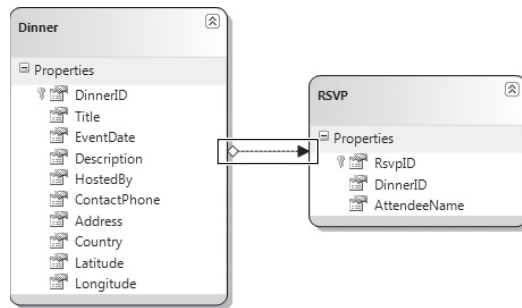 Dinner
Properties
DinnerID
Title
EventDate
Description
HostedBy
ContactPhone
Address
Country
Latitude
Longitude
RSVP
Properties
RsvpID
DinnerID
AttendeeName